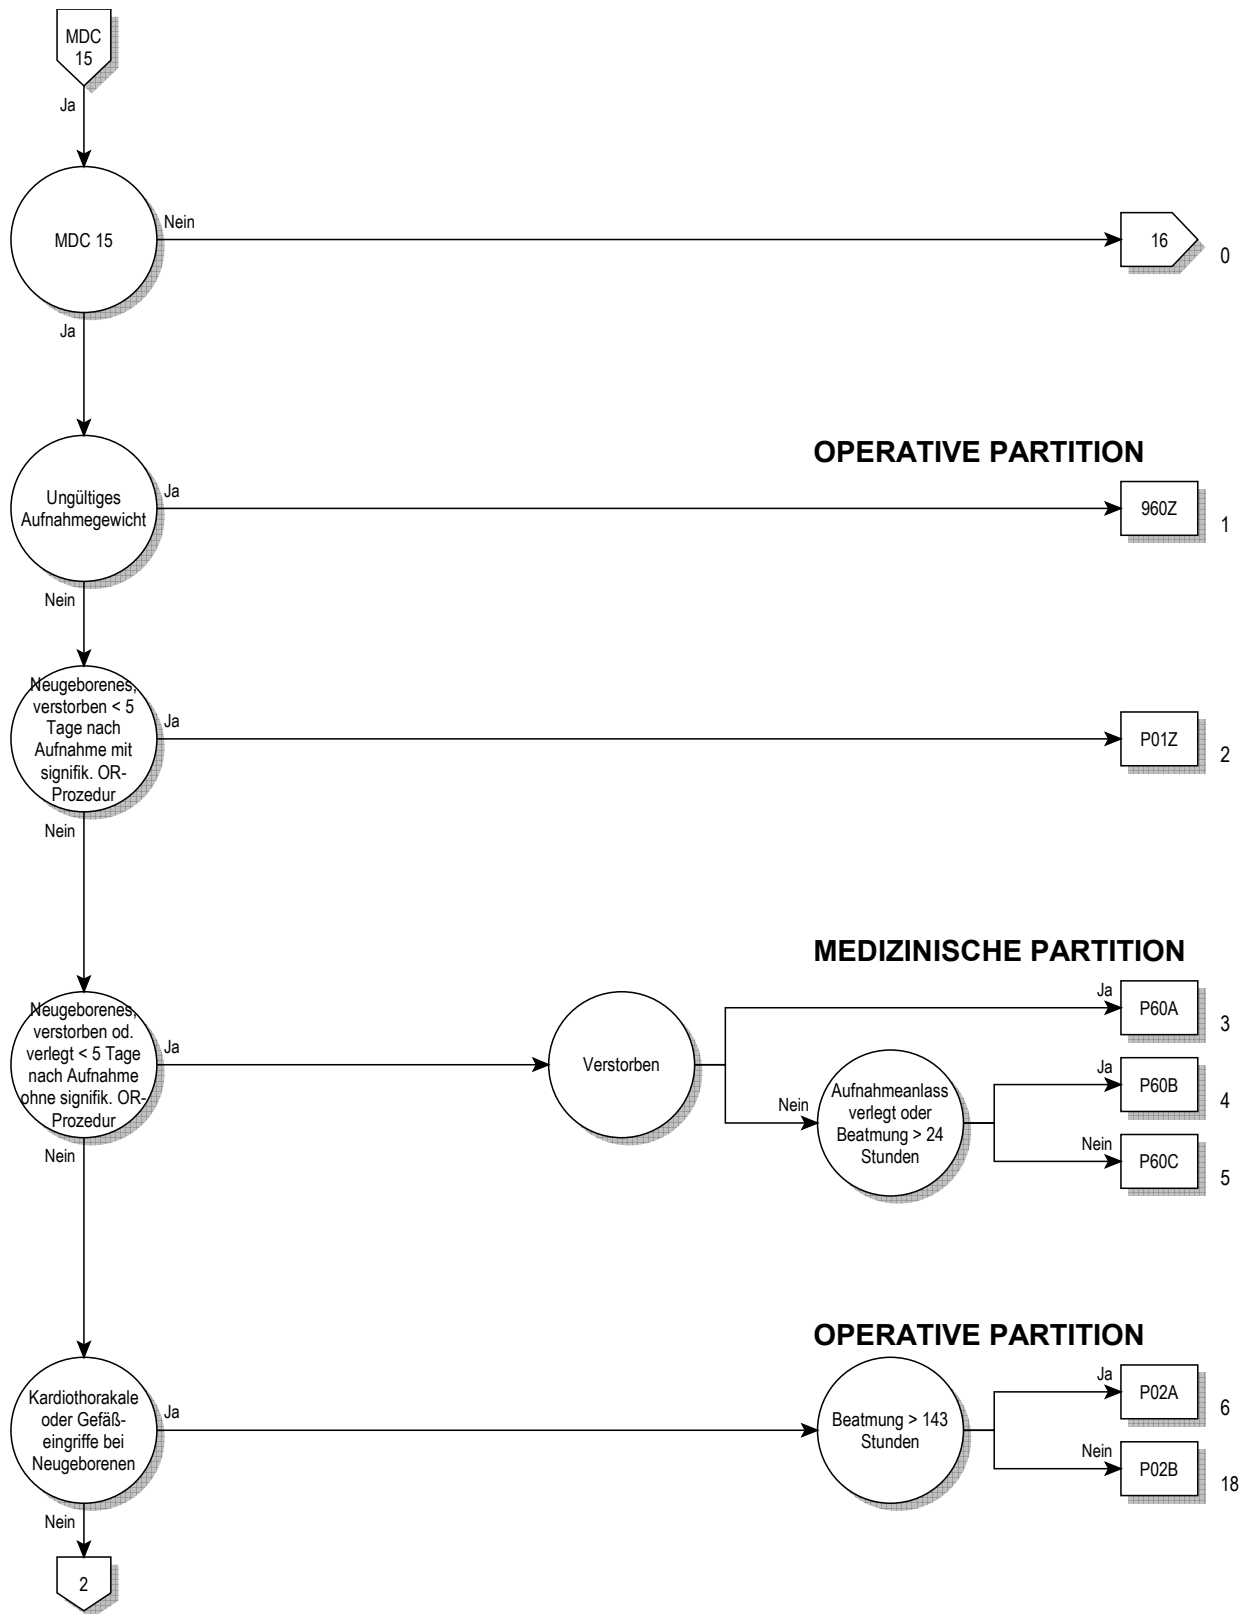 MDC
15
Ja
MDC 15
Nein
16
0
Ja
OPERATIVE PARTITION
Ungültiges
Aufnahmegewicht
Ja
960Z
1
Nein
Neugeborenes,
verstorben < 5
Tage nach
Aufnahme mit
signifik. OR-
Prozedur
Ja
P01Z
2
Nein
MEDIZINISCHE PARTITION
Neugeborenes,
verstorben od.
verlegt < 5 Tage
nach Aufnahme
ohne signifik. OR-
Prozedur
Ja
Verstorben
Ja
P60A
3
Nein
Aufnahmeanlass
verlegt oder
Beatmung > 24
Stunden
Ja
P60B
4
Nein
P60C
5
Nein
OPERATIVE PARTITION
Kardiothorakale
oder Gefäß-
eingriffe bei
Neugeborenen
Ja
Beatmung > 143
Stunden
Ja
P02A
6
Nein
P02B
18
Nein
2